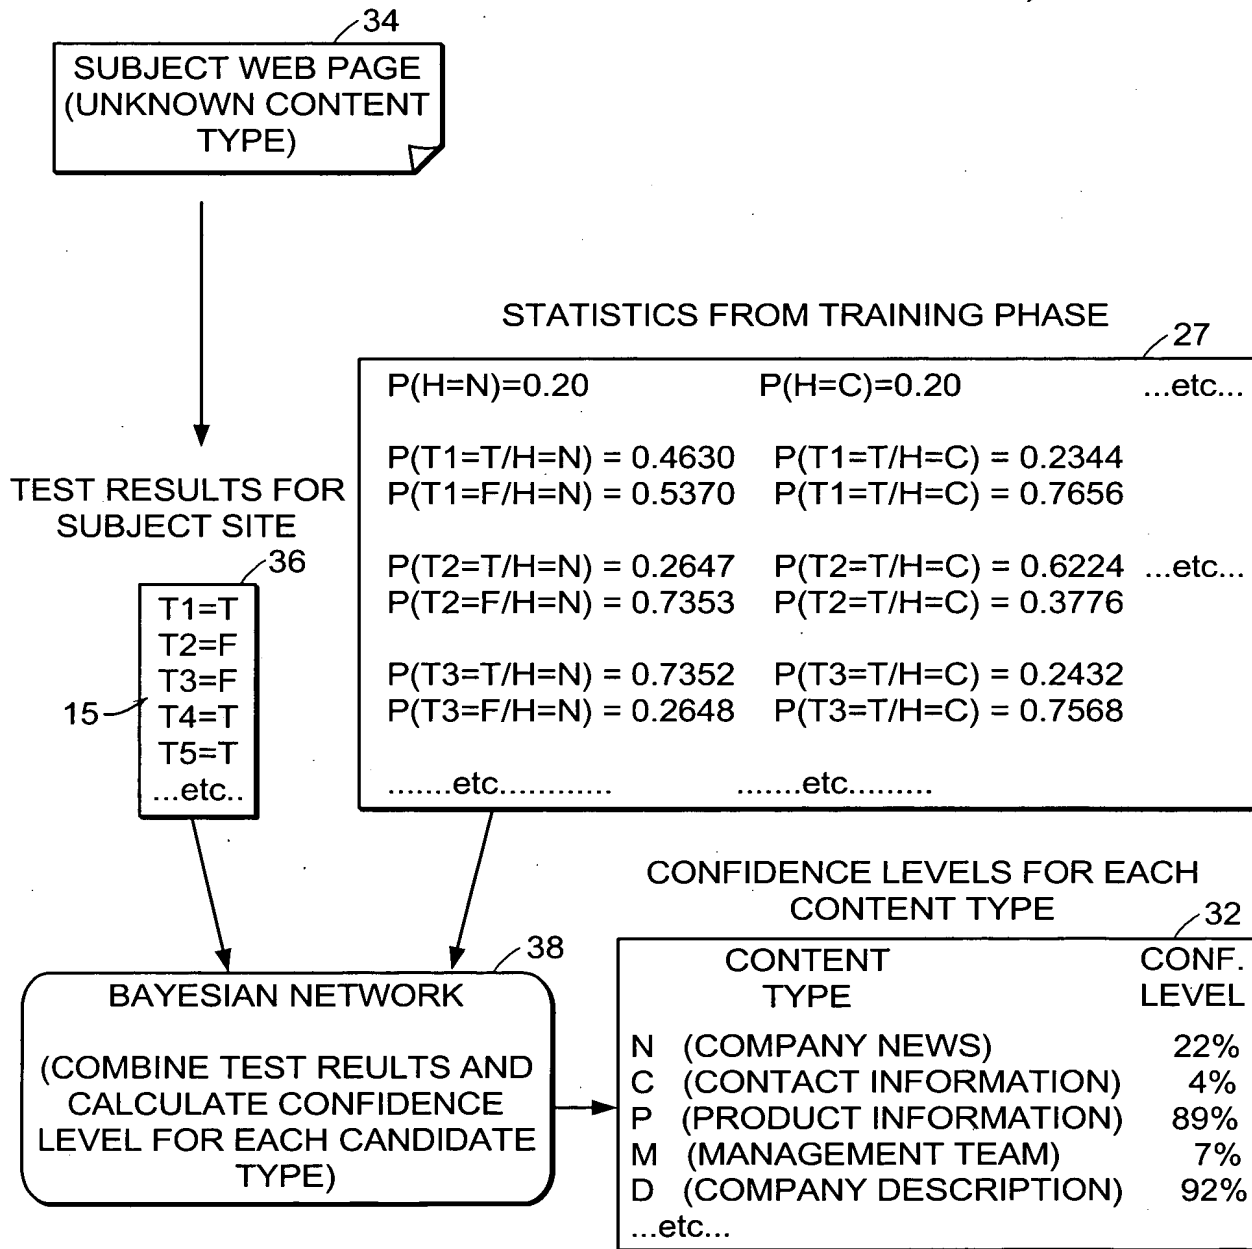 34
SUBJECT WEB PAGE
(UNKNOWN CONTENT
TYPE)
STATISTICS FROM TRAINING PHASE
27
P(H=N)=0.20 P(H=C)=0.20 ...etc...
P(T1=T/H=N) = 0.4630 P(T1=T/H=C) = 0.2344
P(T1=F/H=N) = 0.5370 P(T1=T/H=C) = 0.7656
P(T2=T/H=N) = 0.2647 P(T2=T/H=C) = 0.6224 ...etc...
P(T2=F/H=N) = 0.7353 P(T2=T/H=C) = 0.3776
P(T3=T/H=N) = 0.7352 P(T3=T/H=C) = 0.2432
P(T3=F/H=N) = 0.2648 P(T3=T/H=C) = 0.7568
.......etc............ .......etc.........
TEST RESULTS FOR
SUBJECT SITE
36
T1=T
T2=F
T3=F
15
T4=T
T5=T
...etc..
38
BAYESIAN NETWORK
(COMBINE TEST REULTS AND
CALCULATE CONFIDENCE
LEVEL FOR EACH CANDIDATE
TYPE)
CONFIDENCE LEVELS FOR EACH
CONTENT TYPE
32
CONTENT CONF.
TYPE LEVEL
N (COMPANY NEWS) 22%
C (CONTACT INFORMATION) 4%
P (PRODUCT INFORMATION) 89%
M (MANAGEMENT TEAM) 7%
D (COMPANY DESCRIPTION) 92%
...etc...